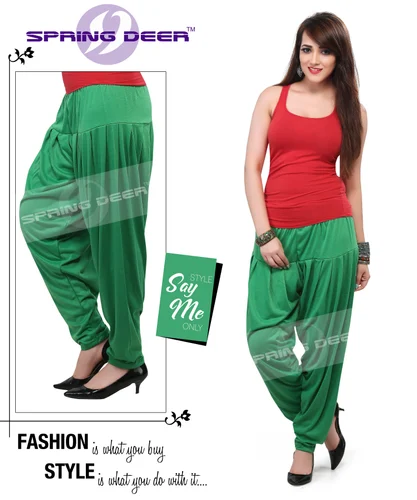 SPRING DEER™
SPRING DEER
STYLE
Say
Me
ONLY
SPRING DEER
FASHION is what you buy
STYLE is what you do with it....